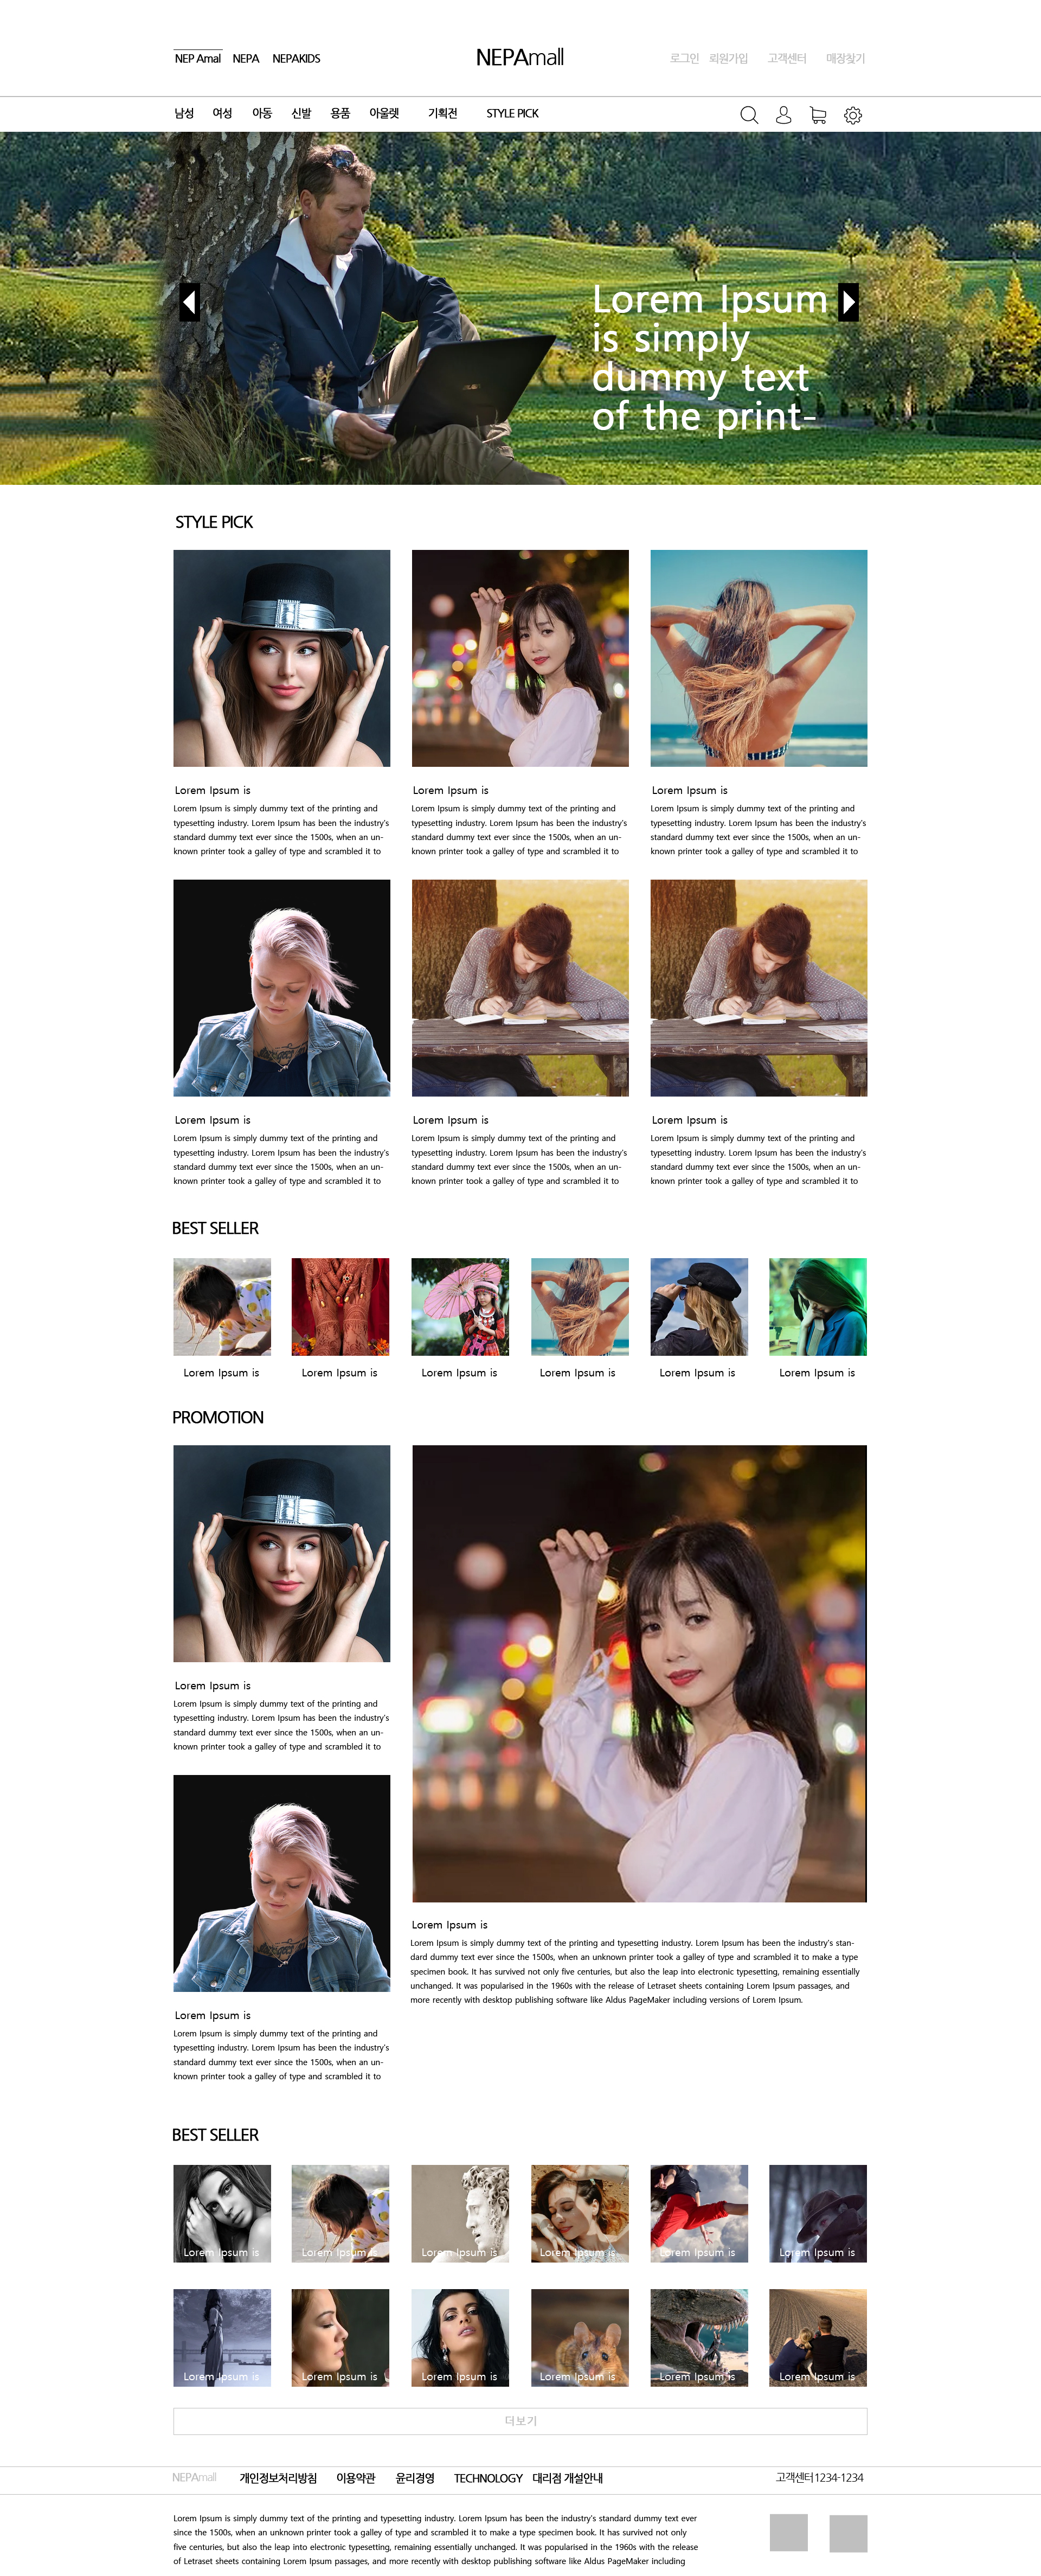 NEP Amal NEPA NEPAKIDS NEPAmall 로그인 뢰원가입 고객센터 매장찾기
남성 여성 아동 신발 용품 아울렛 기획전 STYLE PICK
Lorem Ipsum
is simply
dummy text
of the print-
STYLE PICK
Lorem Ipsum is
Lorem Ipsum is simply dummy text of the printing and
typesetting industry. Lorem Ipsum has been the industry's
standard dummy text ever since the 1500s, when an un-
known printer took a galley of type and scrambled it to
Lorem Ipsum is
Lorem Ipsum is simply dummy text of the printing and
typesetting industry. Lorem Ipsum has been the industry's
standard dummy text ever since the 1500s, when an un-
known printer took a galley of type and scrambled it to
Lorem Ipsum is
Lorem Ipsum is simply dummy text of the printing and
typesetting industry. Lorem Ipsum has been the industry's
standard dummy text ever since the 1500s, when an un-
known printer took a galley of type and scrambled it to
Lorem Ipsum is
Lorem Ipsum is simply dummy text of the printing and
typesetting industry. Lorem Ipsum has been the industry's
standard dummy text ever since the 1500s, when an un-
known printer took a galley of type and scrambled it to
Lorem Ipsum is
Lorem Ipsum is simply dummy text of the printing and
typesetting industry. Lorem Ipsum has been the industry's
standard dummy text ever since the 1500s, when an un-
known printer took a galley of type and scrambled it to
Lorem Ipsum is
Lorem Ipsum is simply dummy text of the printing and
typesetting industry. Lorem Ipsum has been the industry's
standard dummy text ever since the 1500s, when an un-
known printer took a galley of type and scrambled it to
BEST SELLER
Lorem Ipsum is Lorem Ipsum is Lorem Ipsum is Lorem Ipsum is Lorem Ipsum is Lorem Ipsum is
PROMOTION
Lorem Ipsum is
Lorem Ipsum is simply dummy text of the printing and
typesetting industry. Lorem Ipsum has been the industry's
standard dummy text ever since the 1500s, when an un-
known printer took a galley of type and scrambled it to
Lorem Ipsum is
Lorem Ipsum is simply dummy text of the printing and
typesetting industry. Lorem Ipsum has been the industry's
standard dummy text ever since the 1500s, when an un-
known printer took a galley of type and scrambled it to
Lorem Ipsum is
Lorem Ipsum is simply dummy text of the printing and typesetting industry. Lorem Ipsum has been the industry's stan-
dard dummy text ever since the 1500s, when an unknown printer took a galley of type and scrambled it to make a type
specimen book. It has survived not only five centuries, but also the leap into electronic typesetting, remaining essentially
unchanged. It was popularised in the 1960s with the release of Letraset sheets containing Lorem Ipsum passages, and
more recently with desktop publishing software like Aldus PageMaker including versions of Lorem Ipsum.
BEST SELLER
Lorem Ipsum is Lorem Ipsum is Lorem Ipsum is Lorem Ipsum is Lorem Ipsum is Lorem Ipsum is
Lorem Ipsum is Lorem Ipsum is Lorem Ipsum is Lorem Ipsum is Lorem Ipsum is Lorem Ipsum is
더보기
NEPAmall 개인정보처리방침 이용약관 윤리경영 TECHNOLOGY 대리점 개설안내 고객센터1234-1234
Lorem Ipsum is simply dummy text of the printing and typesetting industry. Lorem Ipsum has been the industry's standard dummy text ever
since the 1500s, when an unknown printer took a galley of type and scrambled it to make a type specimen book. It has survived not only
five centuries, but also the leap into electronic typesetting, remaining essentially unchanged. It was popularised in the 1960s with the release
of Letraset sheets containing Lorem Ipsum passages, and more recently with desktop publishing software like Aldus PageMaker including